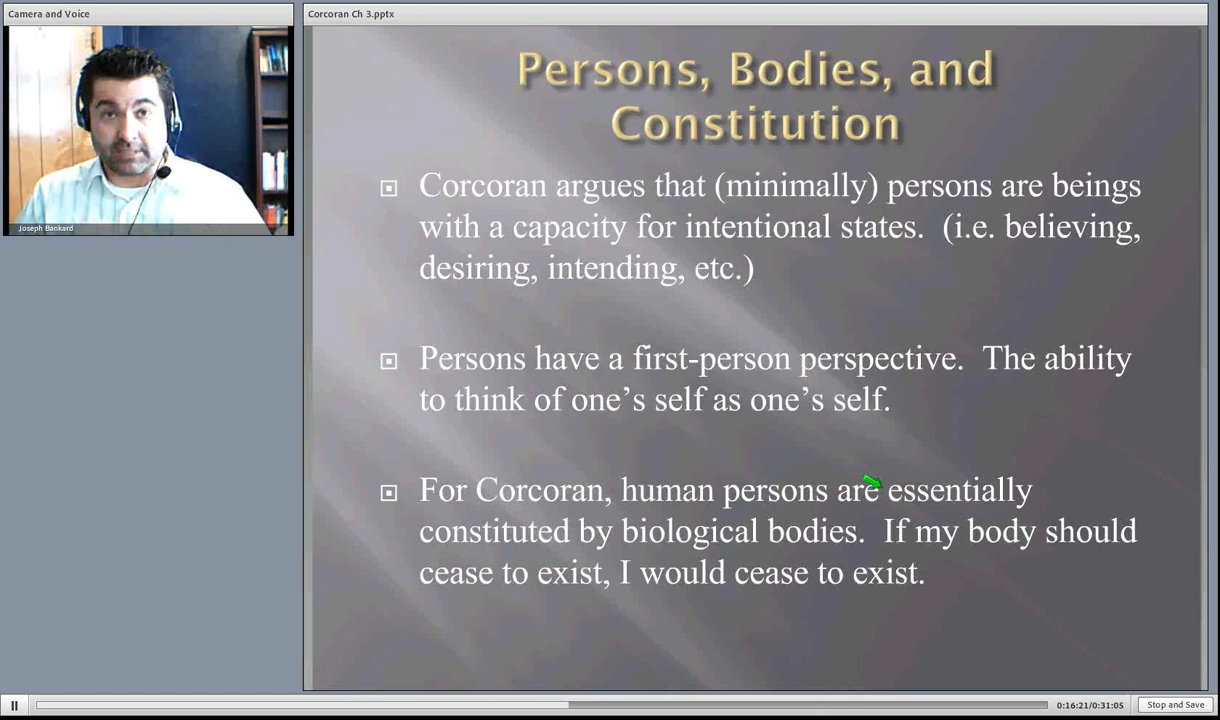 Camera and Voice
Joseph Bankard
Corcoran Ch 3.pptx
Persons, Bodies, and
Constitution
Corcoran argues that (minimally) persons are beings
with a capacity for intentional states.  (i.e. believing,
desiring, intending, etc.)
Persons have a first-person perspective.  The ability
to think of one’s self as one’s self.
For Corcoran, human persons are essentially
constituted by biological bodies.  If my body should
cease to exist, I would cease to exist.
0:16:21/0:31:05
Stop and Save